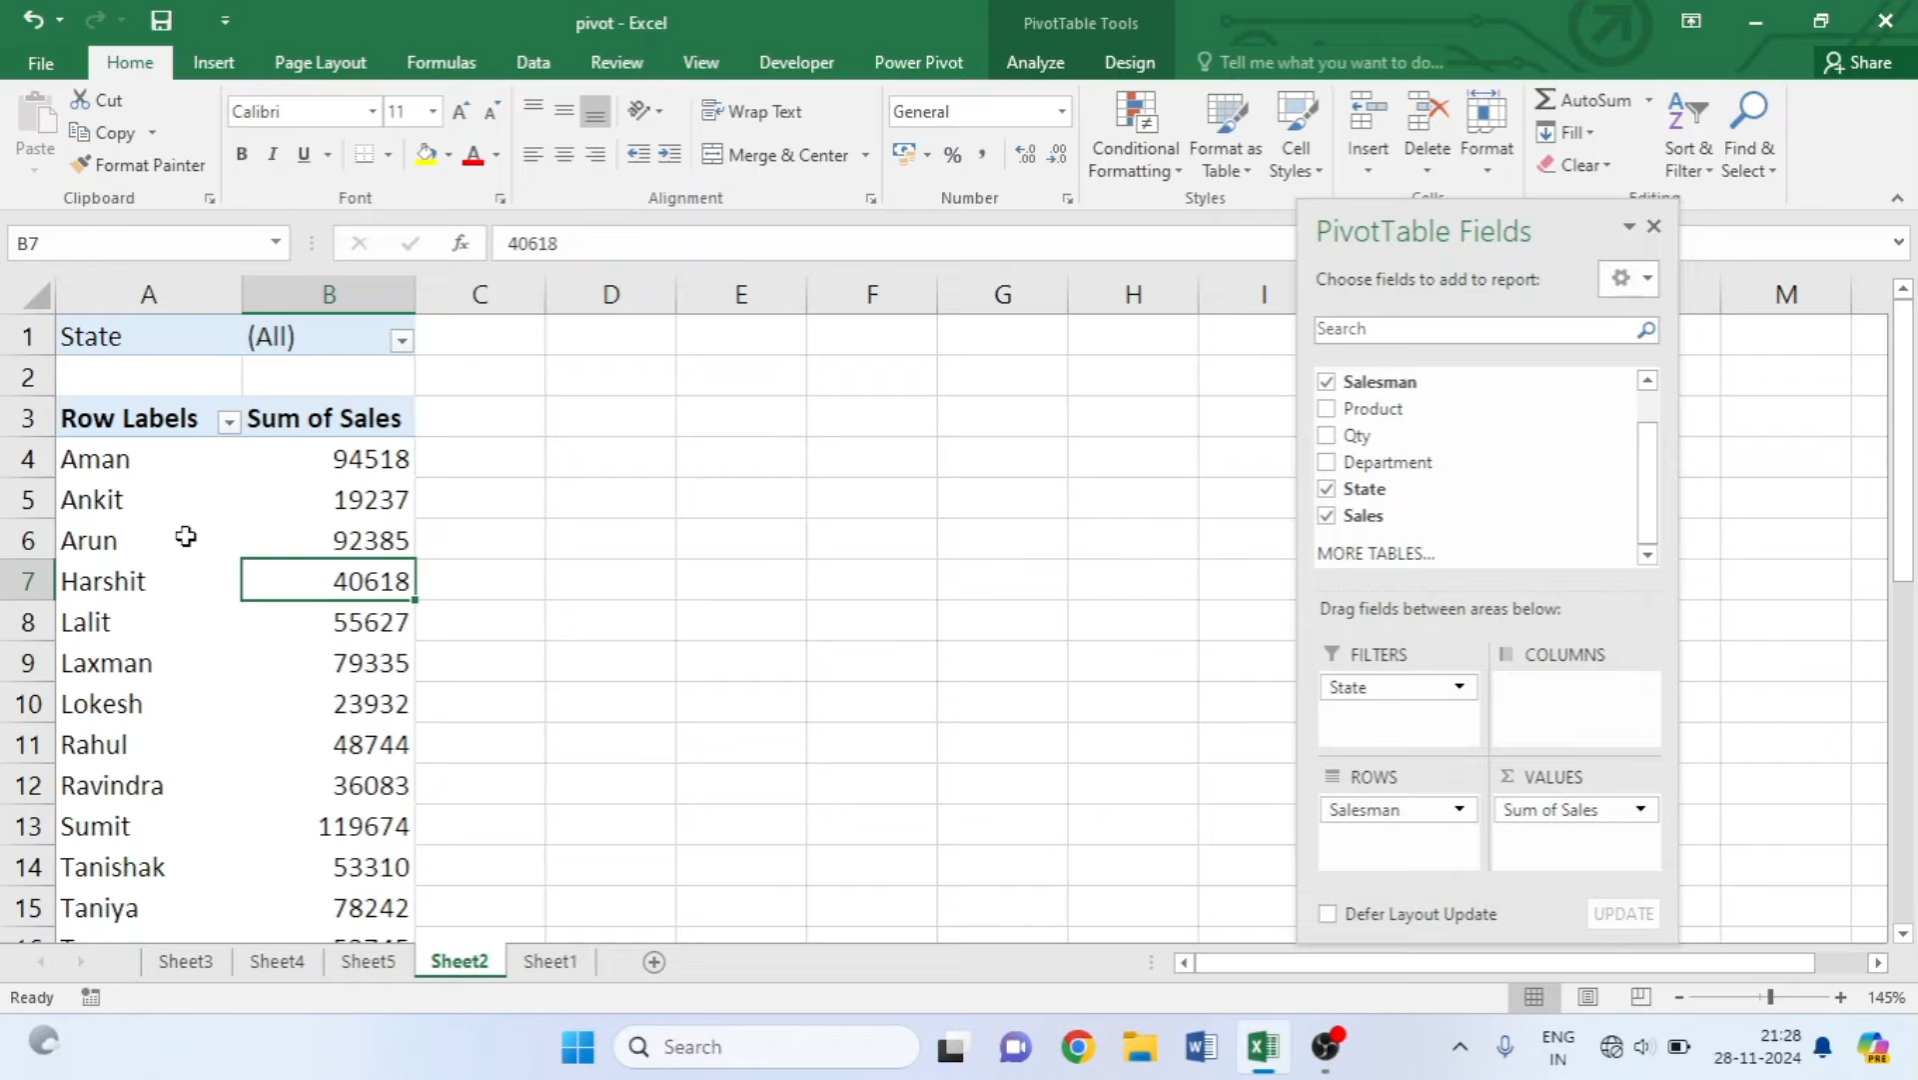 pivot - Excel
PivotTable Tools
File
Home
Insert
Page Layout
Formulas
Data
Review
View
Developer
Power Pivot
Analyze
Design
Tell me what you want to do...
Share
Paste
Cut
Copy
Format Painter
Clipboard
Calibri
11
B I U
Font
Wrap Text
Merge & Center
Alignment
General
%
Number
Conditional Formatting
Format as Table
Cell Styles
Styles
Insert
Delete
Format
Cells
AutoSum
Fill
Clear
Sort & Filter
Find & Select
Editing
B7
fx
40618
A B C D E F G H I M
1 State (All)
2
3 Row Labels Sum of Sales
4 Aman 94518
5 Ankit 19237
6 Arun 92385
7 Harshit 40618
8 Lalit 55627
9 Laxman 79335
10 Lokesh 23932
11 Rahul 48744
12 Ravindra 36083
13 Sumit 119674
14 Tanishak 53310
15 Taniya 78242
PivotTable Fields
Choose fields to add to report:
Search
Salesman
Product
Qty
Department
State
Sales
MORE TABLES...
Drag fields between areas below:
FILTERS
State
COLUMNS
ROWS
Salesman
Σ VALUES
Sum of Sales
Defer Layout Update
UPDATE
Sheet3
Sheet4
Sheet5
Sheet2
Sheet1
Ready
145%
Search
ENG
IN
21:28
28-11-2024
PRE